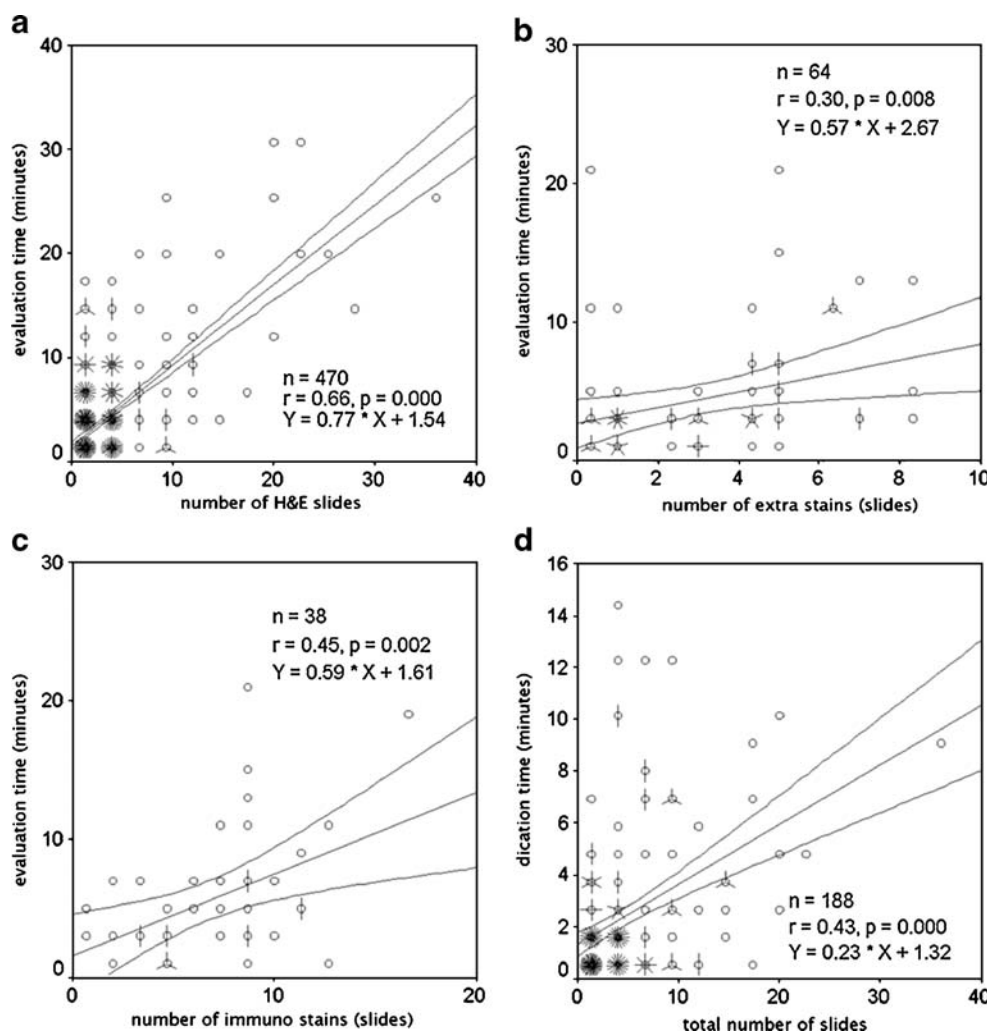 a
40
30
20
10
0
evaluation time (minutes)
n = 470
r = 0.66, p = 0.000
Y = 0.77 * X + 1.54
0 10 20 30 40
number of H&E slides
b
30
20
10
0
evaluation time (minutes)
n = 64
r = 0.30, p = 0.008
Y = 0.57 * X + 2.67
0 2 4 6 8 10
number of extra stains (slides)
c
30
20
10
0
evaluation time (minutes)
n = 38
r = 0.45, p = 0.002
Y = 0.59 * X + 1.61
0 10 20
number of immuno stains (slides)
d
16
14
12
10
8
6
4
2
0
dication time (minutes)
n = 188
r = 0.43, p = 0.000
Y = 0.23 * X + 1.32
0 10 20 30 40
total number of slides